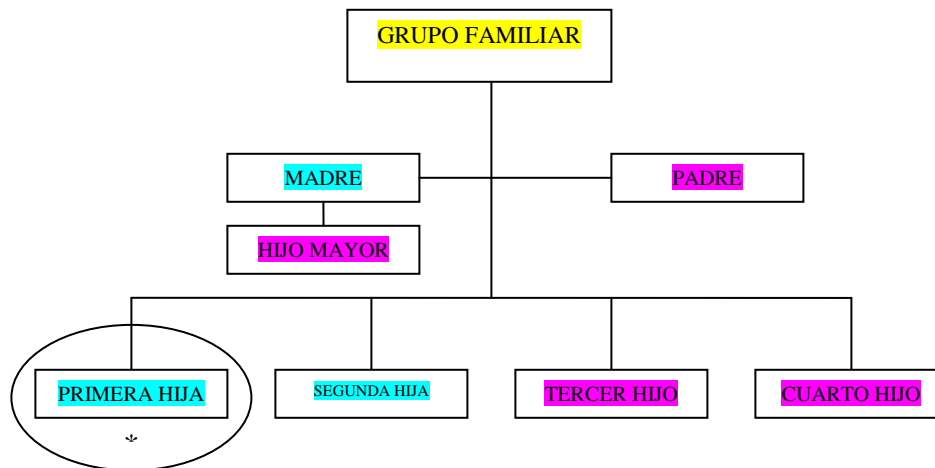 GRUPO FAMILIAR
MADRE
PADRE
HIJO MAYOR
PRIMERA HIJA
SEGUNDA HIJA
TERCER HIJO
CUARTO HIJO
*